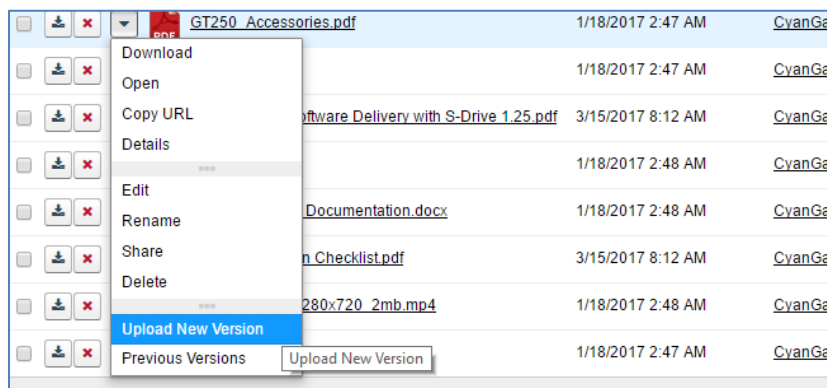 PDF GT250_Accessories.pdf 1/18/2017 2:47 AM CyanGa
Download
1/18/2017 2:47 AM CyanGa
Open
Copy URL oftware Delivery with S-Drive 1.25.pdf 3/15/2017 8:12 AM CyanGa
Details
1/18/2017 2:48 AM CyanGa
Edit
Documentation.docx 1/18/2017 2:48 AM CyanGa
Rename
Share n Checklist.pdf 3/15/2017 8:12 AM CyanGa
Delete
280x720_2mb.mp4 1/18/2017 2:48 AM CyanGa
Upload New Version
Previous Versions Upload New Version 1/18/2017 2:47 AM CyanGa